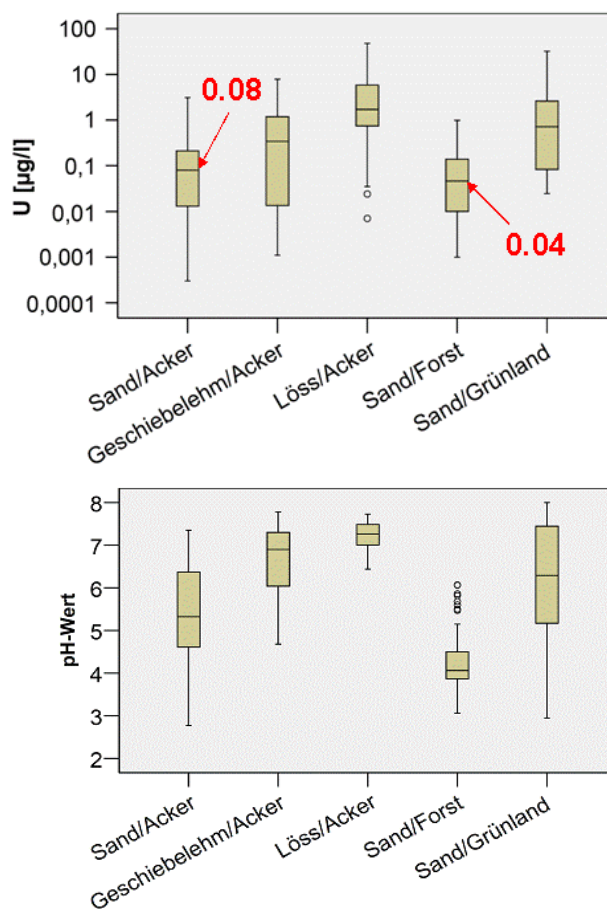 100
10
1
0,1
0,01
0,001
0,0001
U [µg/l]
0.08
0.04
Sand/Acker
Geschiebelehm/Acker
Löss/Acker
Sand/Forst
Sand/Grünland
8
7
6
5
4
3
2
pH-Wert
Sand/Acker
Geschiebelehm/Acker
Löss/Acker
Sand/Forst
Sand/Grünland